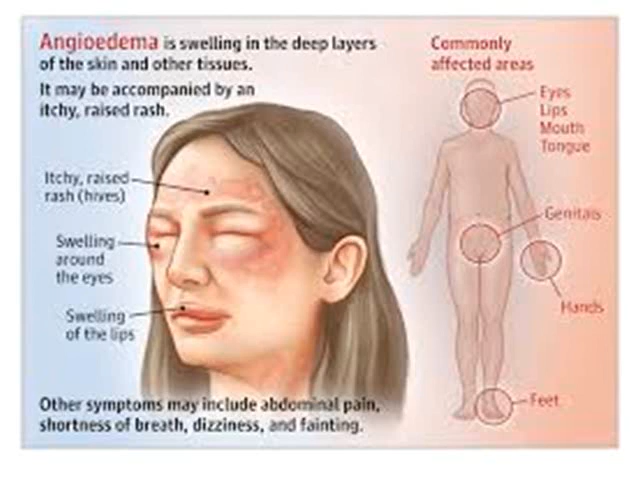 Angioedema is swelling in the deep layers
of the skin and other tissues.
It may be accompanied by an
itchy, raised rash.
Itchy, raised
rash (hives)
Swelling
around
the eyes
Swelling
of the lips
Other symptoms may include abdominal pain,
shortness of breath, dizziness, and fainting.
Commonly
affected areas
Eyes
Lips
Mouth
Tongue
Genitals
Hands
Feet